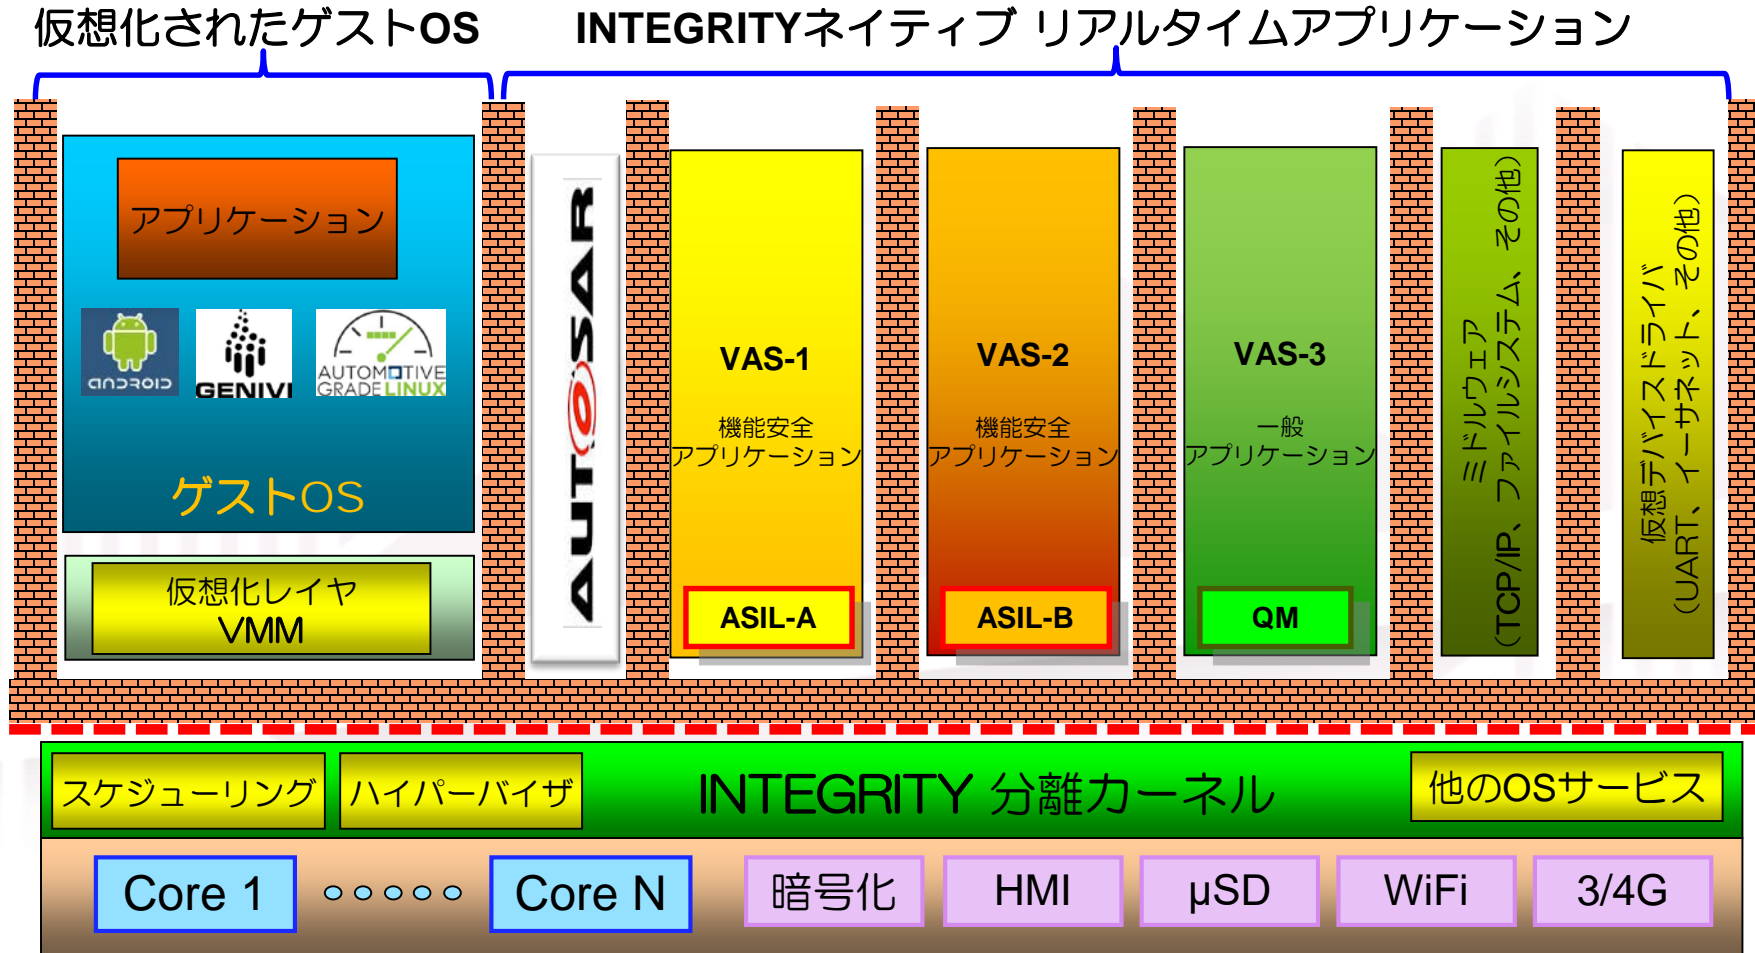 仮想化されたゲストOS
INTEGRITYネイティブ リアルタイムアプリケーション
アプリケーション
ANDROID
GENIVI
AUTOMOTIVE
GRADE LINUX
ゲストOS
仮想化レイヤ
VMM
AUTOSAR
VAS-1
機能安全
アプリケーション
ASIL-A
VAS-2
機能安全
アプリケーション
ASIL-B
VAS-3
一般
アプリケーション
QM
ミドルウェア
（TCP/IP、ファイルシステム、その他）
仮想デバイスドライバ
（UART、イーサネット、その他）
スケジューリング
ハイパーバイザ
INTEGRITY 分離カーネル
他のOSサービス
Core 1
Core N
暗号化
HMI
μSD
WiFi
3/4G